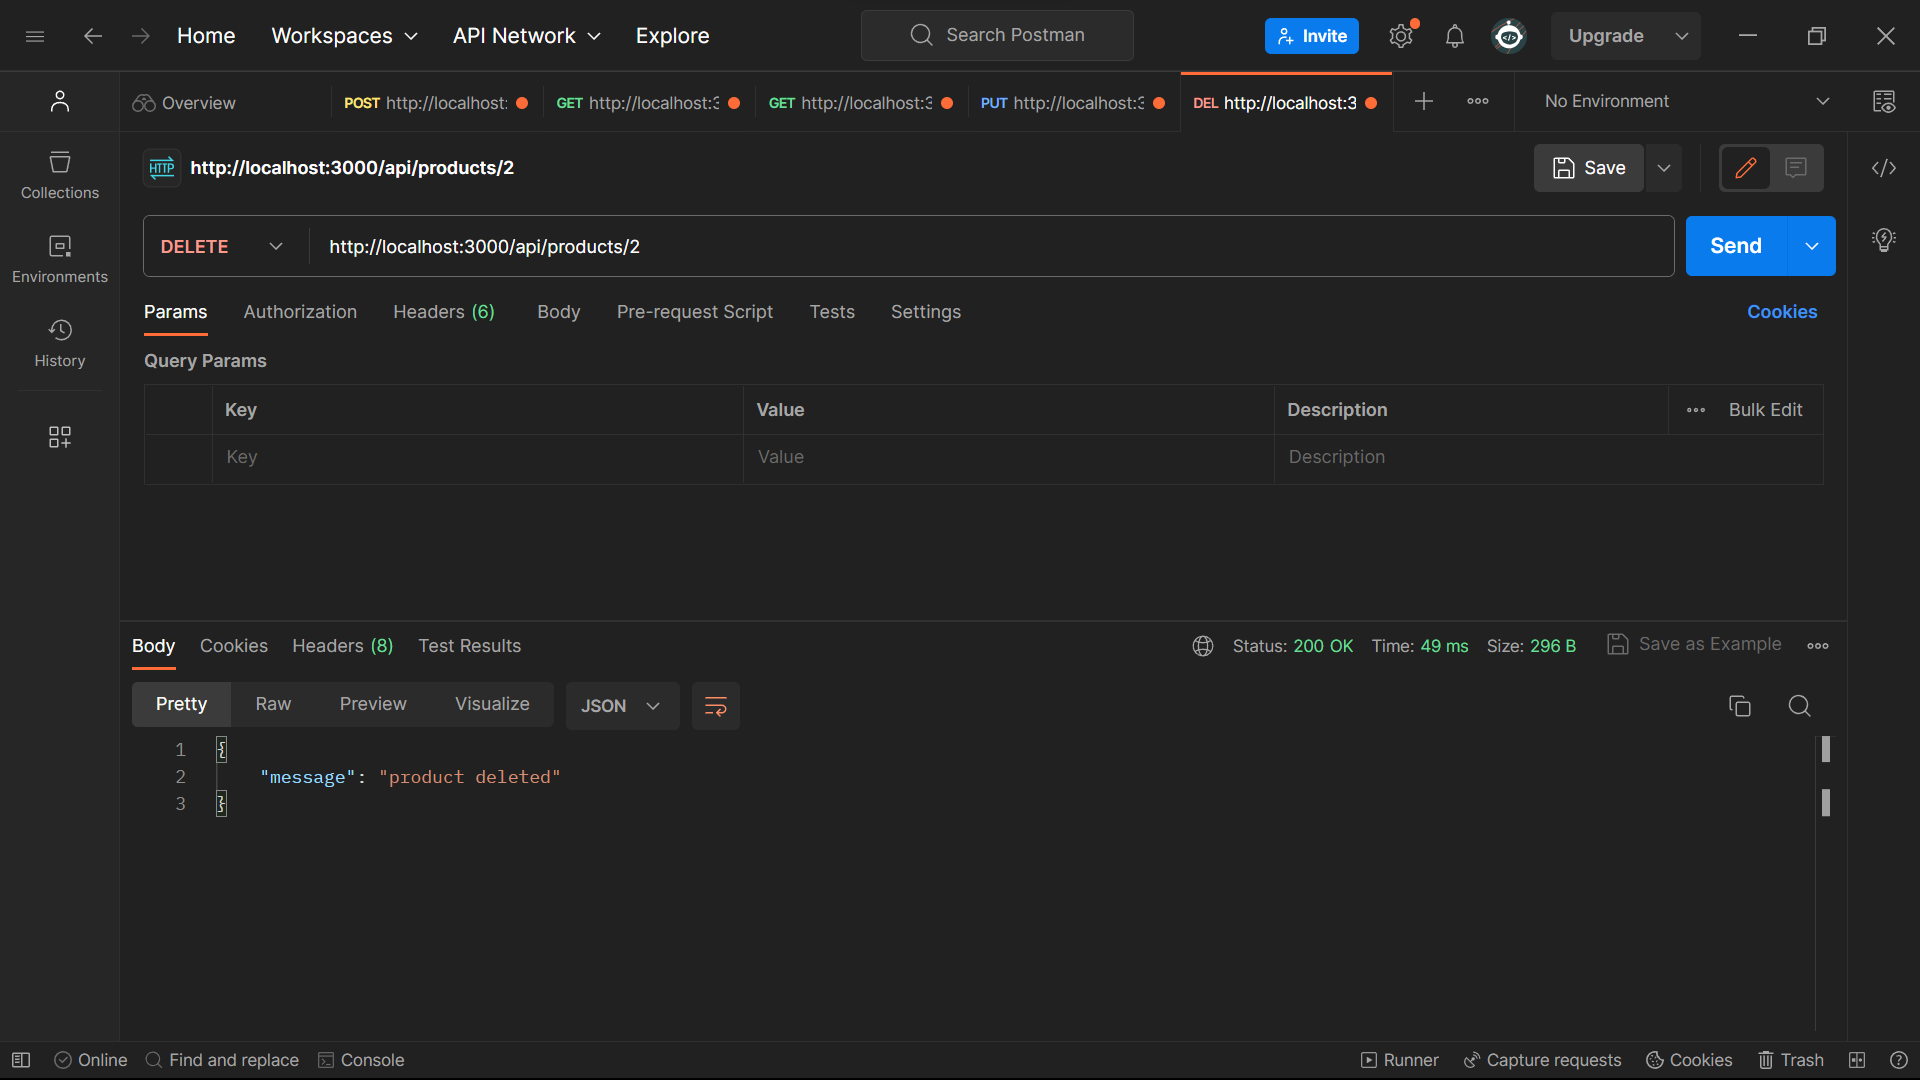 Home Workspaces API Network Explore Search Postman Invite Upgrade
Overview POST http://localhost: GET http://localhost:3 GET http://localhost:3 PUT http://localhost:3 DEL http://localhost:3 No Environment
HTTP http://localhost:3000/api/products/2 Save
Collections
DELETE http://localhost:3000/api/products/2 Send
Environments
Params Authorization Headers (6) Body Pre-request Script Tests Settings Cookies
History
Query Params
Key Value Description Bulk Edit
Key Value Description
Body Cookies Headers (8) Test Results Status: 200 OK Time: 49 ms Size: 296 B Save as Example
Pretty Raw Preview Visualize JSON
1 {
2 "message": "product deleted"
3 }
Online Find and replace Console Runner Capture requests Cookies Trash